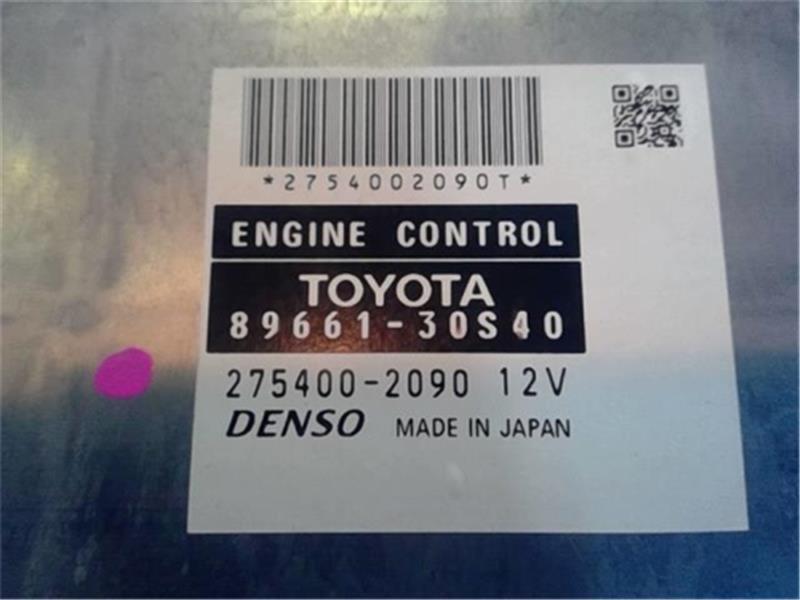 *2754002090T*
ENGINE CONTROL
TOYOTA
89661-30S40
275400-2090 12V
DENSO MADE IN JAPAN